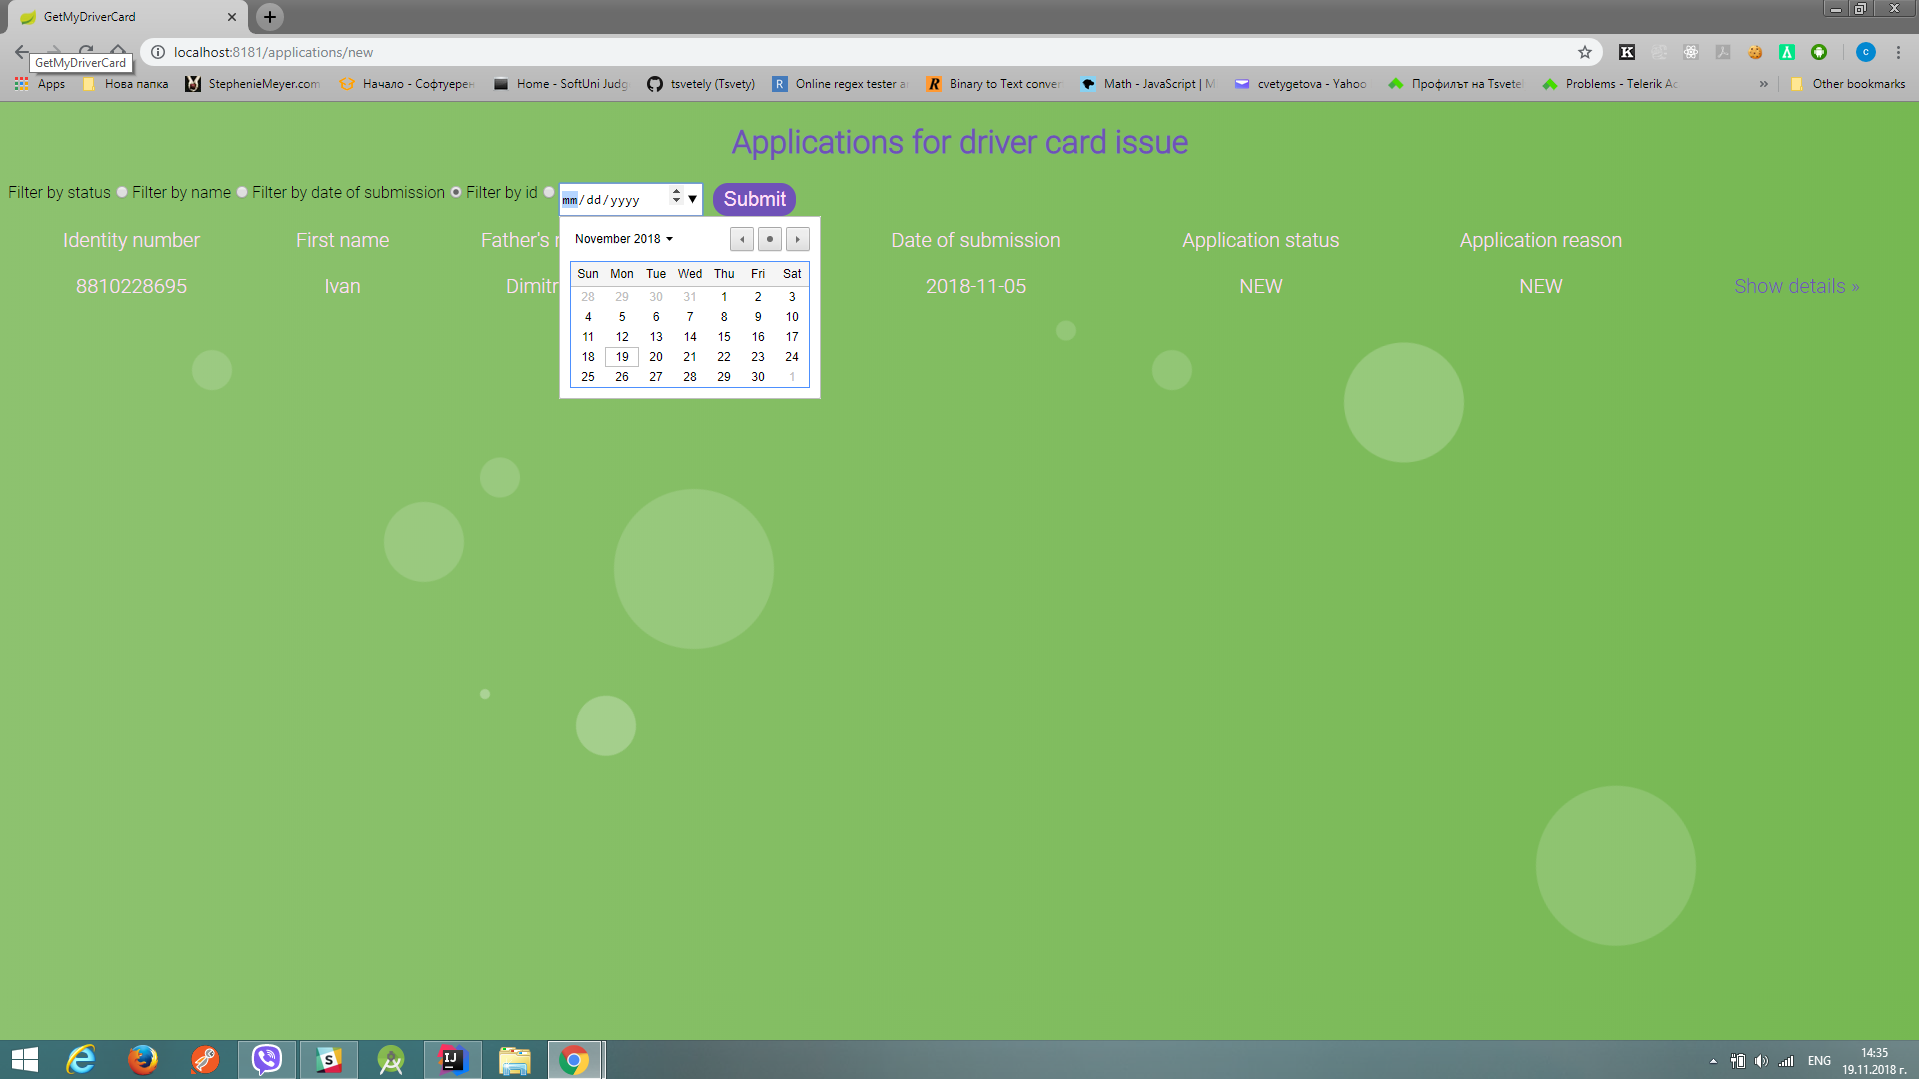 GetMyDriverCard
localhost:8181/applications/new
GetMyDriverCard
Apps Нова папка StephenieMeyer.com Начало - Софтуерен Home - SoftUni Judg tsvetely (Tsvety) Online regex tester a Binary to Text conver Math - JavaScript | M cvetygetova - Yahoo Профилът на Tsvetel Problems - Telerik Ac » Other bookmarks
Applications for driver card issue
Filter by status Filter by name Filter by date of submission Filter by id mm/dd/yyyy Submit
Identity number First name Father's Date of submission Application status Application reason
8810228695 Ivan Dimitr 2018-11-05 NEW NEW Show details »
November 2018
Sun Mon Tue Wed Thu Fri Sat
28 29 30 31 1 2 3
4 5 6 7 8 9 10
11 12 13 14 15 16 17
18 19 20 21 22 23 24
25 26 27 28 29 30 1
ENG
14:35
19.11.2018 г.